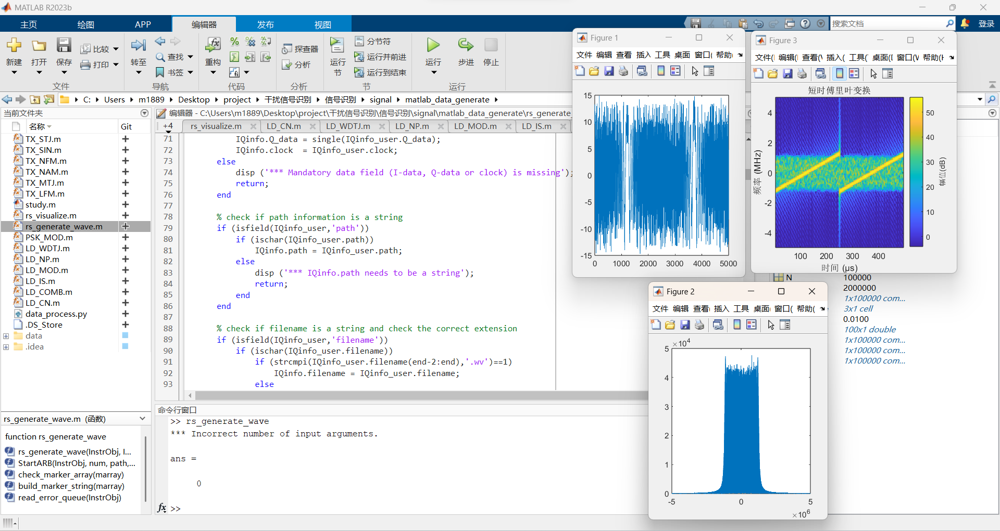 MATLAB R2023b
主页 绘图 APP 编辑器 发布 视图
搜索文档
登录
新建 打开 保存 比较 打印
文件
转至 查找 书签
导航
重构
代码
探查器
分析
分析
运行
节
分节符
运行并前进
运行到结束
节
运行 步进 停止
运行
C: Users m1889 Desktop project 干扰信号识别 信号识别 signal matlab_data_generate
当前文件夹
名称 Git
TX_STJ.m
TX_SIN.m
TX_NFM.m
TX_NAM.m
TX_MTJ.m
TX_LFM.m
study.m
rs_visualize.m
rs_generate_wave.m
PSK_MOD.m
LD_WDTJ.m
LD_NP.m
LD_MOD.m
LD_IS.m
LD_COMB.m
LD_CN.m
data_process.py
.DS_Store
data
.idea
rs_generate_wave.m (函数)
function rs_generate_wave
rs_generate_wave(InstrObj, I...
StartARB(InstrObj, num, path,...
check_marker_array(marray)
build_marker_string(marray)
read_error_queue(InstrObj)
编辑器 - C:\Users\m1889\Desktop\project\干扰信号识别\信号识别\signal\matlab_data_generate\rs_generate_
+4 rs_visualize.m LD_CN.m LD_WDTJ.m LD_NP.m LD_MOD.m LD_IS.m
71 IQinfo.Q_data = single(IQinfo_user.Q_data);
72 IQinfo.clock = IQinfo_user.clock;
73 else
74 disp ('*** Mandatory data field (I-data, Q-data or clock) is missing');
75 return;
76 end
77
78 % check if path information is a string
79 if (isfield(IQinfo_user,'path'))
80 if (ischar(IQinfo_user.path))
81 IQinfo.path = IQinfo_user.path;
82 else
83 disp ('*** IQinfo.path needs to be a string');
84 return;
85 end
86 end
87
88 % check if filename is a string and check the correct extension
89 if (isfield(IQinfo_user,'filename'))
90 if (ischar(IQinfo_user.filename))
91 if (strcmpi(IQinfo_user.filename(end-2:end),'.wv')==1)
92 IQinfo.filename = IQinfo_user.filename;
93 else
命令行窗口
>> rs_generate_wave
*** Incorrect number of input arguments.
ans =
0
fx >>
Figure 1
文件 编辑 查看 插入 工具 桌面 窗口( 帮助(
15
10
5
0
-5
-10
-15
0 1000 2000 3000 4000 5000
Figure 3
文件( 编辑( 查看(V 插入( 工具( 桌面(D 窗口(W 帮助(H
短时傅里叶变换
频率 (MHz)
4
2
0
-2
-4
100 200 300 400
时间 (μs)
50
40
30
20
10
0
幅值(dB)
Figure 2
文件 编辑 查看( 插入 工具 桌面( 窗口( 帮助(
×10⁴
5
4
3
2
1
0
-5 0 5
×10⁶
N 100000
2000000
1x100000 com...
3x1 cell
0.0100
100x1 double
1x100000 com...
1x100000 com...
1x100000 com...